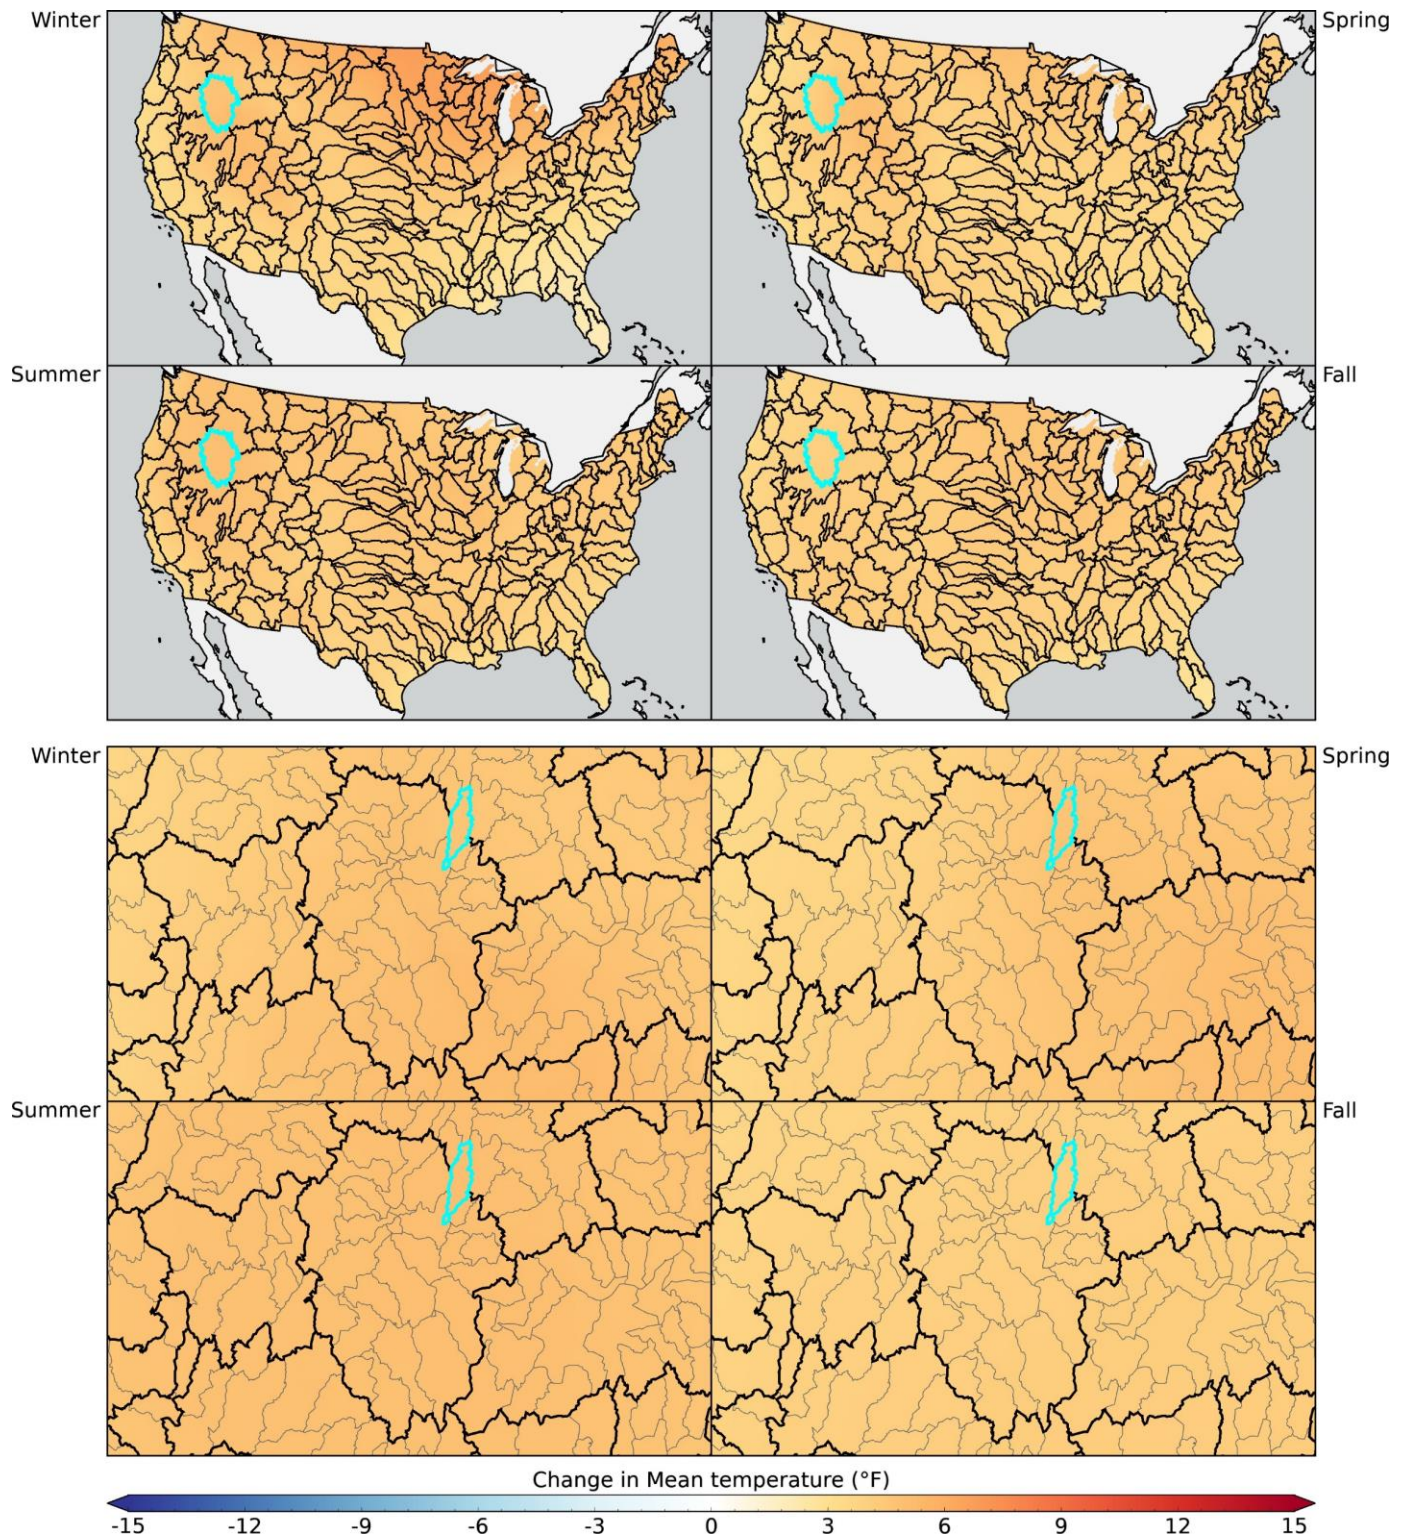 Winter
Spring
Summer
Fall
Winter
Spring
Summer
Fall
Change in Mean temperature (°F)
-15 -12 -9 -6 -3 0 3 6 9 12 15